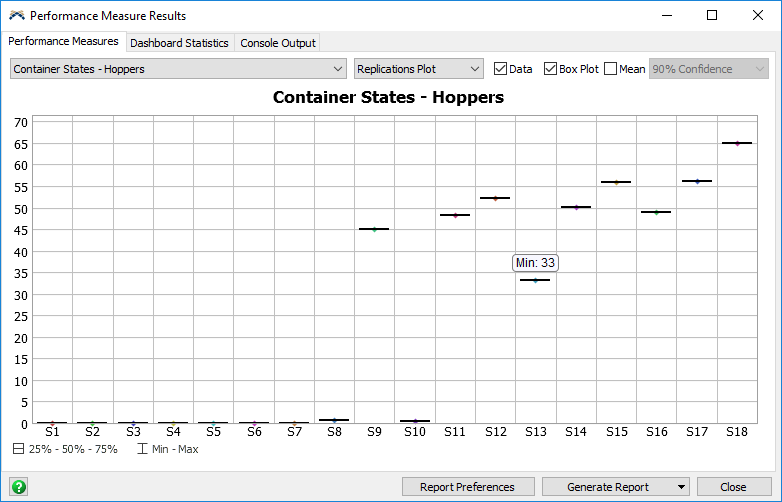 Performance Measure Results
Performance Measures Dashboard Statistics Console Output
Container States - Hoppers Replications Plot Data Box Plot Mean 90% Confidence
Container States - Hoppers
70
65
60
55
50
45
40
Min: 33
35
30
25
20
15
10
5
0
S1 S2 S3 S4 S5 S6 S7 S8 S9 S10 S11 S12 S13 S14 S15 S16 S17 S18
25% - 50% - 75% Min - Max
? Report Preferences Generate Report Close